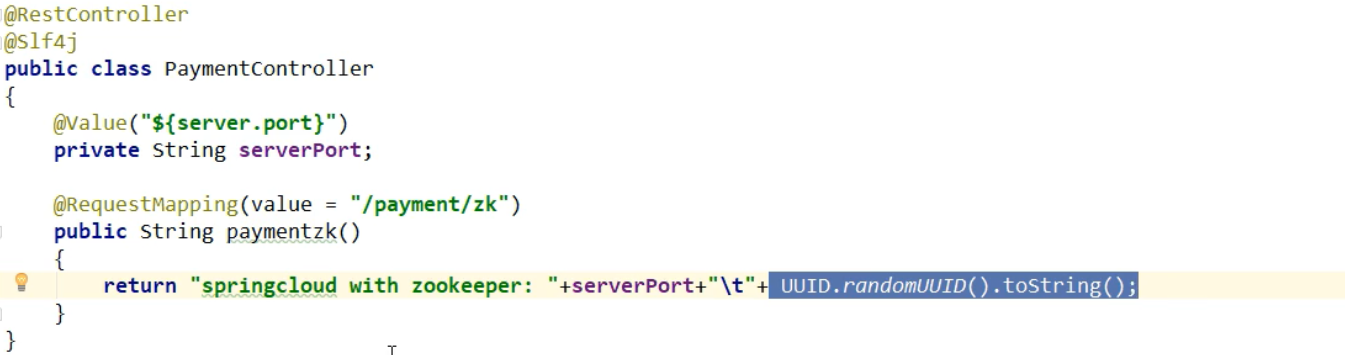 @RestController
@Slf4j
public class PaymentController
{
    @Value("${server.port}")
    private String serverPort;

    @RequestMapping(value = "/payment/zk")
    public String paymentzk()
    {
        return "springcloud with zookeeper: "+serverPort+"\t"+ UUID.randomUUID().toString();
    }
}